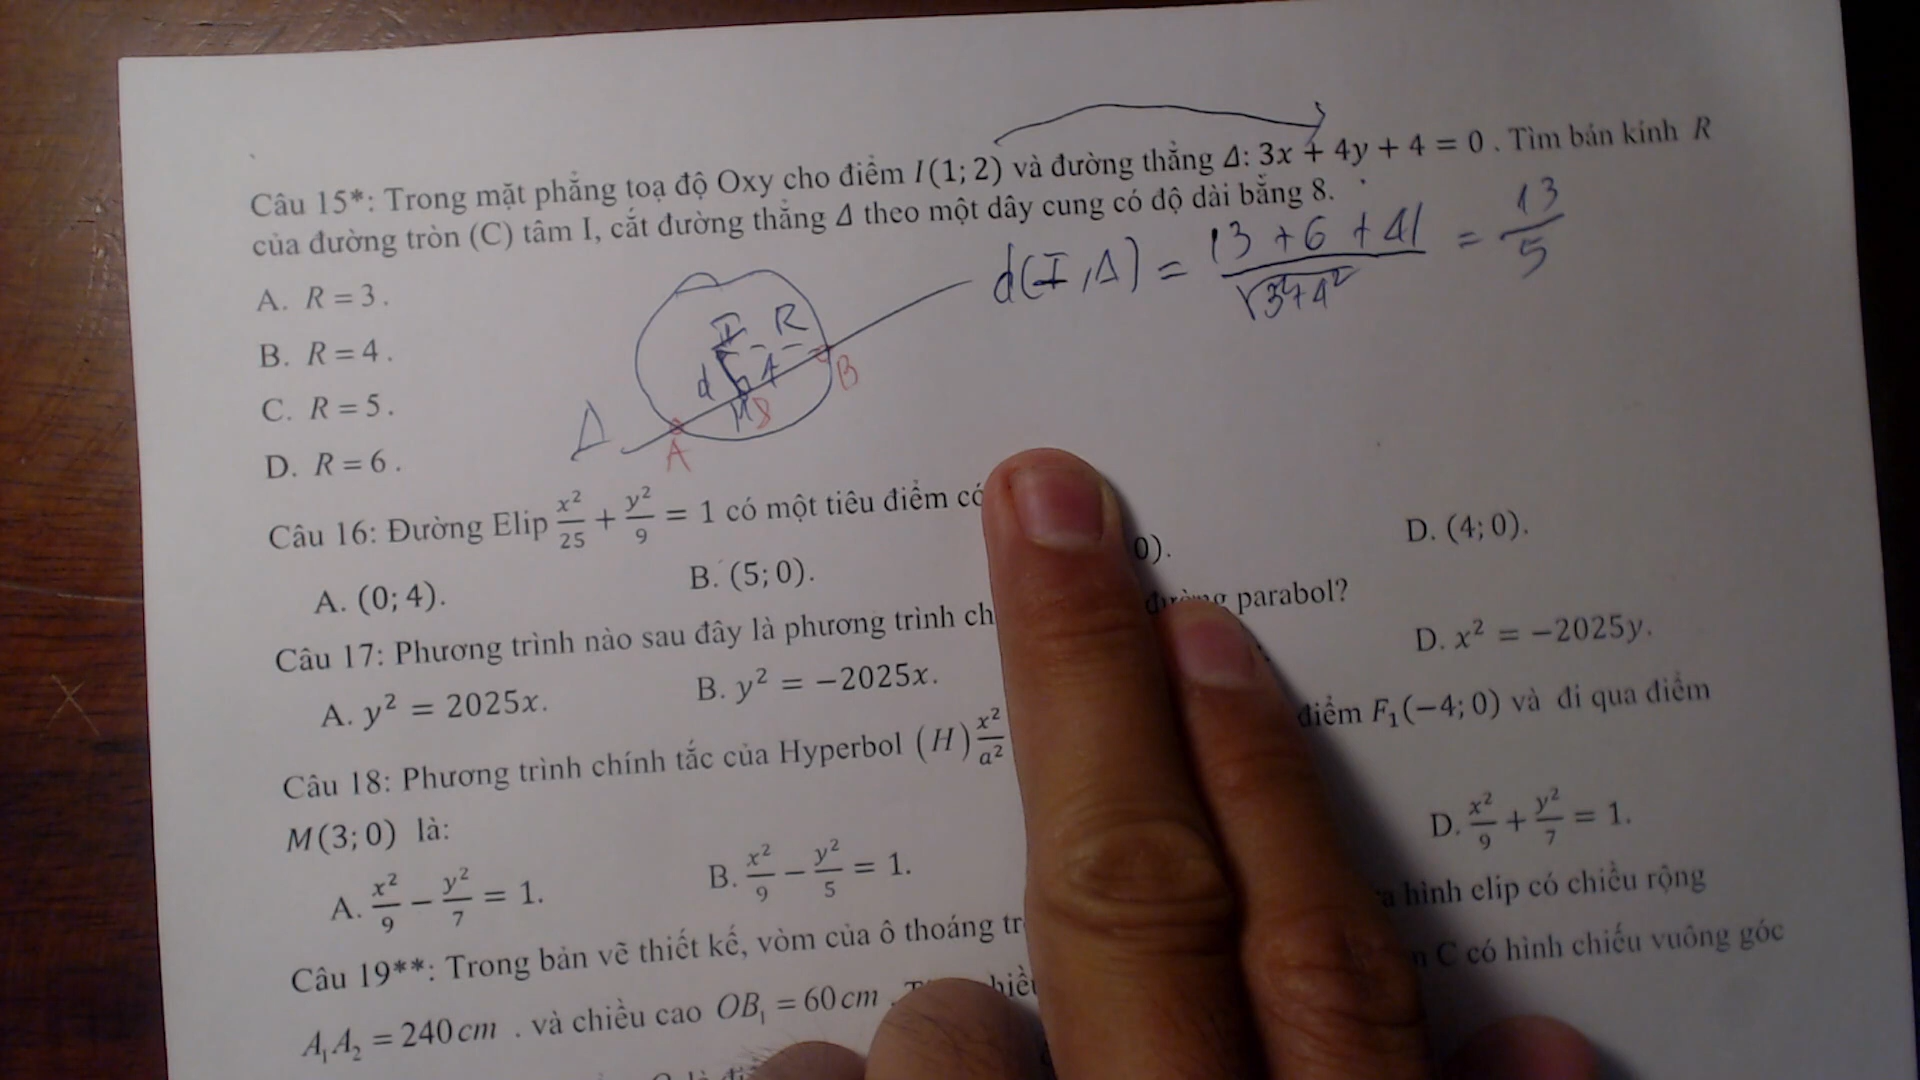 Câu 15*: Trong mặt phẳng toạ độ Oxy cho điểm I(1; 2) và đường thẳng Δ: 3x + 4y + 4 = 0 . Tìm bán kính R
của đường tròn (C) tâm I, cắt đường thẳng Δ theo một dây cung có độ dài bằng 8.
d(I,Δ) = |3 + 6 + 4| / √3²+4² = 13/5
A. R = 3 .
B. R = 4 .
C. R = 5 .
D. R = 6 .
I R
d 4 B
H 8
Δ A
Câu 16: Đường Elip x²/25 + y²/9 = 1 có một tiêu điểm
A. (0; 4). B. (5; 0). 0). D. (4; 0).
Câu 17: Phương trình nào sau đây là phương trình ch đường parabol?
A. y² = 2025x. B. y² = −2025x. D. x² = −2025y.
Câu 18: Phương trình chính tắc của Hyperbol (H) x²/a² điểm F₁(−4; 0) và đi qua điểm
M(3; 0) là:
A. x²/9 − y²/7 = 1. B. x²/9 − y²/5 = 1. D. x²/9 + y²/7 = 1.
Câu 19**: Trong bản vẽ thiết kế, vòm của ô thoáng tr hình elip có chiều rộng
A₁A₂ = 240cm . và chiều cao OB₁ = 60cm C có hình chiếu vuông góc